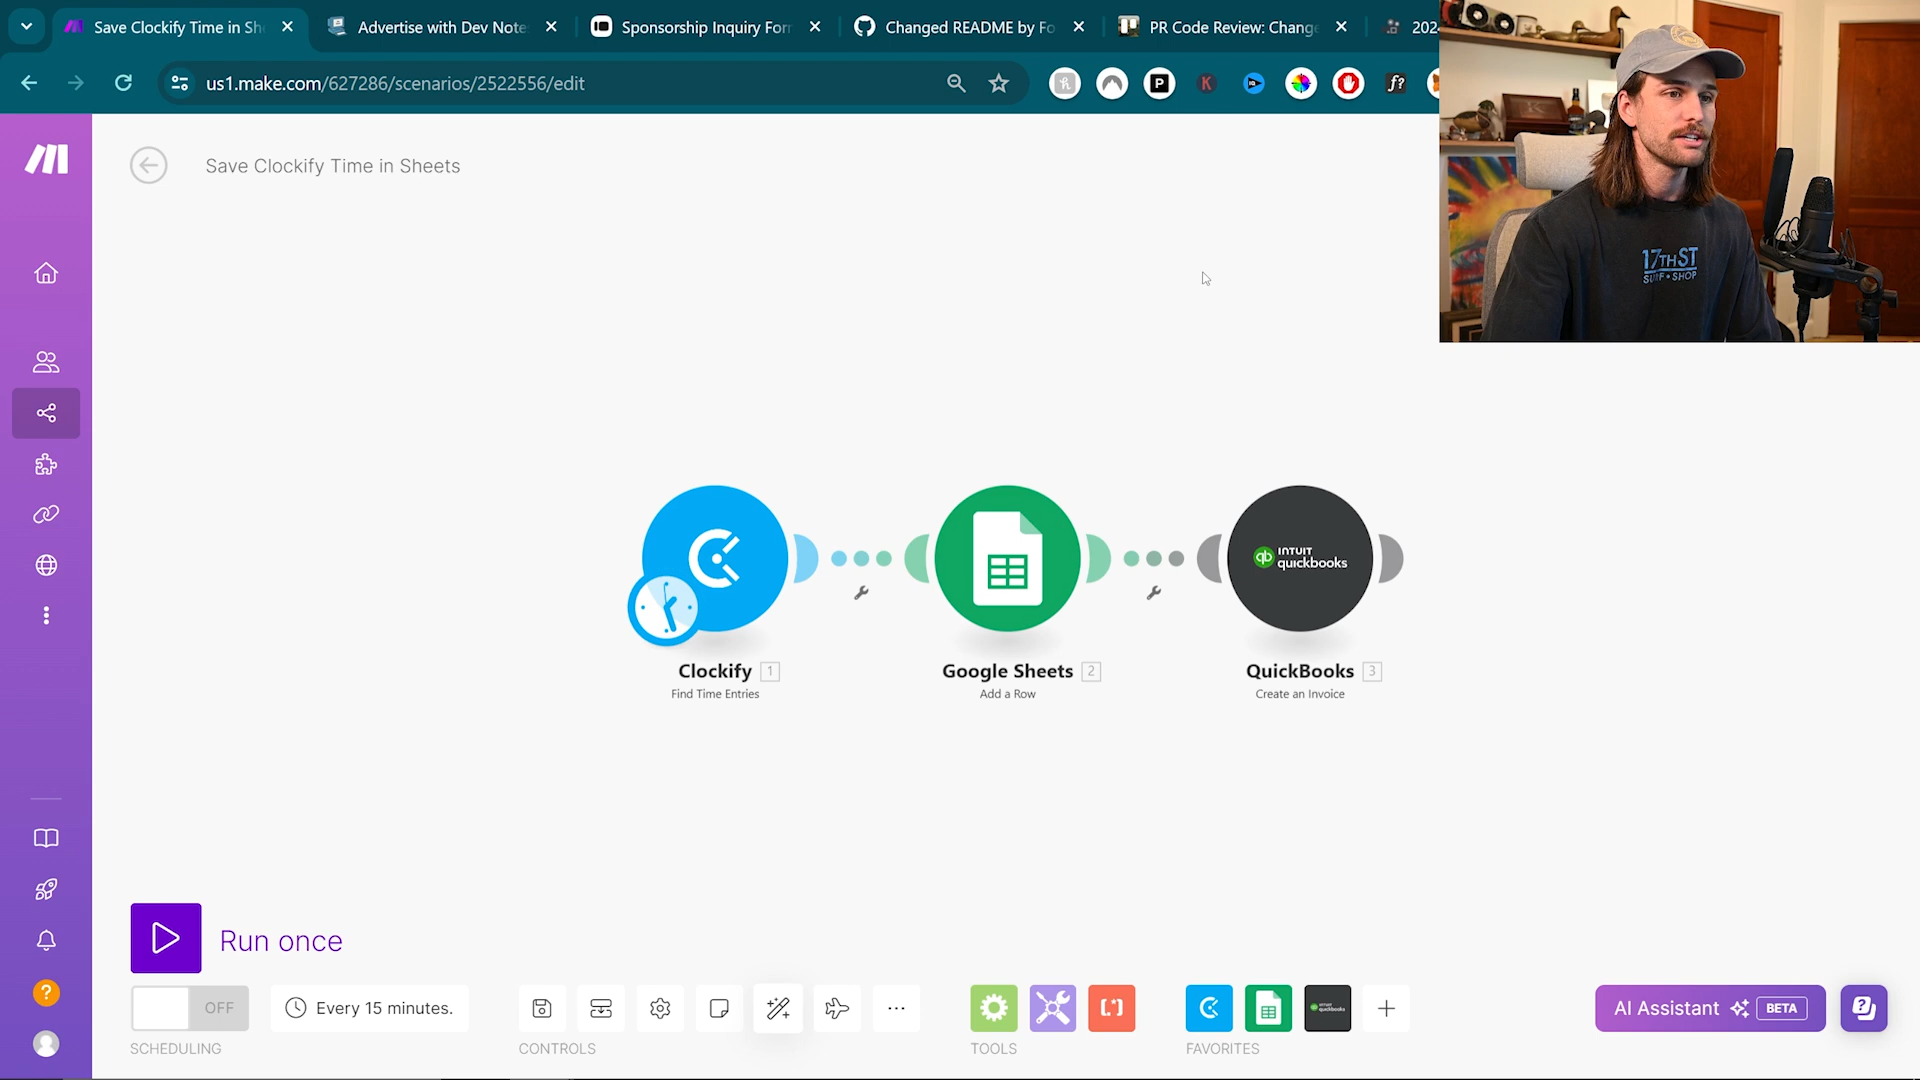 Save Clockify Time in Sh
Advertise with Dev Note
Sponsorship Inquiry For
Changed README by Fo
PR Code Review: Chang
202
us1.make.com/627286/scenarios/2522556/edit
P
K
f?
Save Clockify Time in Sheets
17TH ST
SURF • SHOP
INTUIT
qb quickbooks
Clockify 1
Find Time Entries
Google Sheets 2
Add a Row
QuickBooks 3
Create an Invoice
Run once
OFF
Every 15 minutes.
SCHEDULING
CONTROLS
TOOLS
FAVORITES
AI Assistant BETA
?